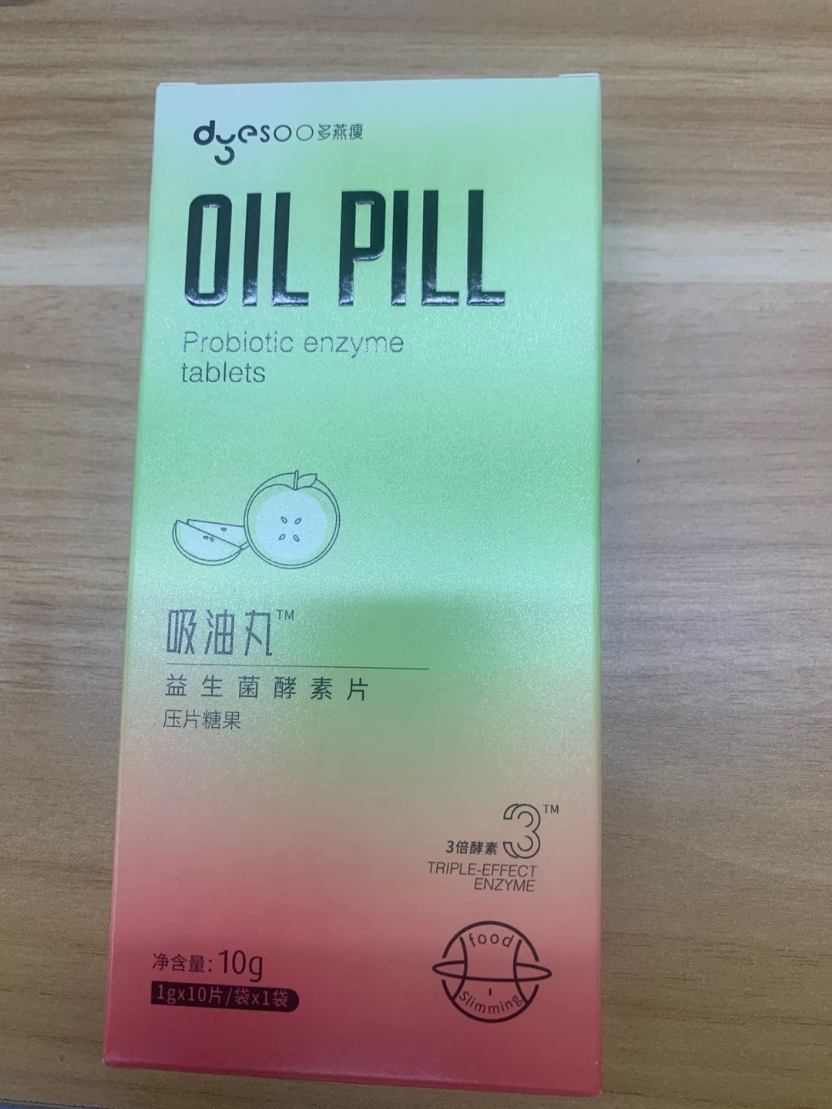 dyesoo多燕瘦
OIL PILL
Probiotic enzyme
tablets
吸油丸™
益生菌酵素片
压片糖果
3倍酵素 3™
TRIPLE-EFFECT
ENZYME
food
slimming
净含量:10g
1gx10片/袋x1袋